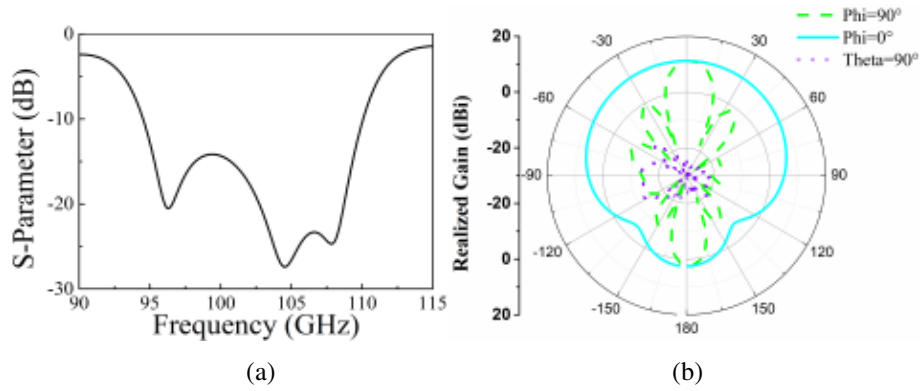 0
-10
-20
-30
90 95 100 105 110 115
S-Parameter (dB)
Frequency (GHz)
(a)
Phi=90°
Phi=0°
Theta=90°
20
0
-20
-30
-20
0
20
Realized Gain (dBi)
-30 30
-60 60
-90 90
-120 120
-150 150
180
(b)